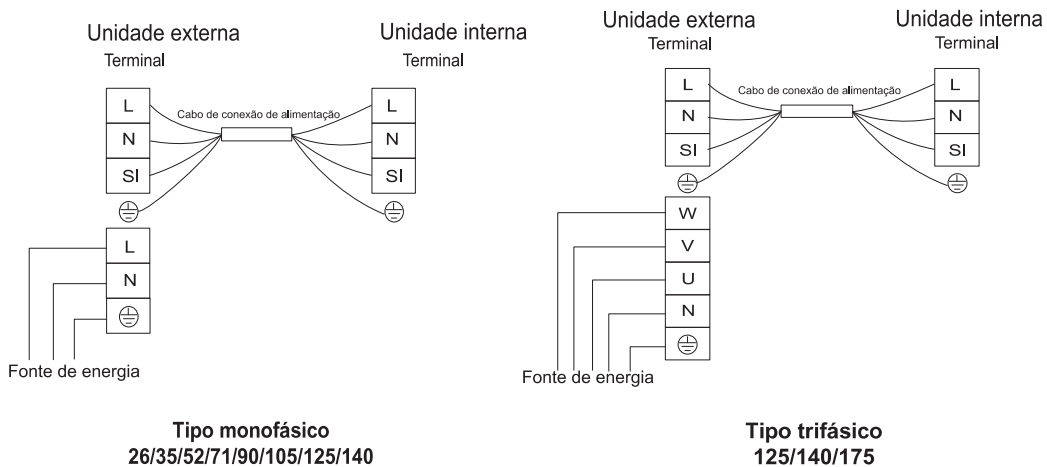 Unidade externa
Terminal
Unidade interna
Terminal
L
N
SI
Cabo de conexão de alimentação
L
N
SI
L
N
Fonte de energia
Tipo monofásico
26/35/52/71/90/105/125/140
Unidade externa
Terminal
Unidade interna
Terminal
L
N
SI
Cabo de conexão de alimentação
L
N
SI
W
V
U
N
Fonte de energia
Tipo trifásico
125/140/175